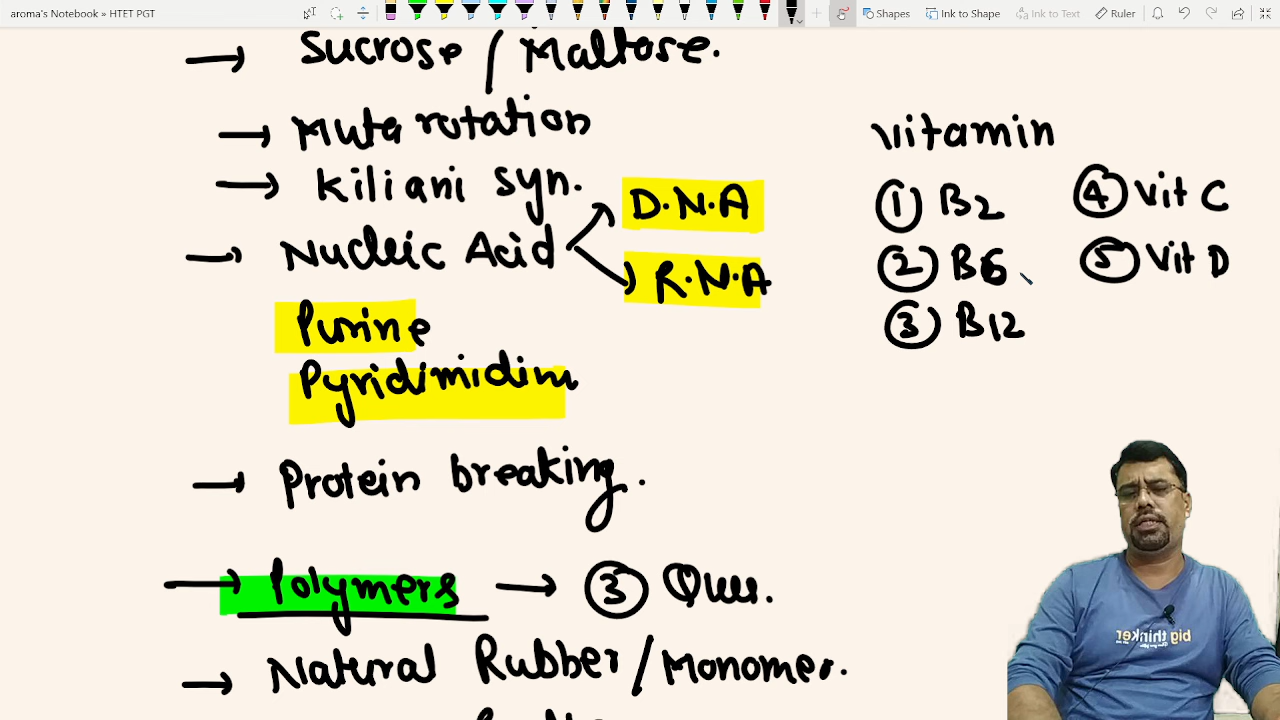 aroma's Notebook » HTET PGT
Shapes Ink to Shape Ink to Text Ruler
→ Sucrose / Maltose.
→ Muta rotation
→ Kiliani syn.
→ Nucleic Acid
D.N.A
R.N.A
Purine
Pyridimidim
→ Protein breaking.
→ Polymers → ③ Ques.
→ Natural Rubber / Monomer.
Vitamin
① B2
② B6
③ B12
④ Vit C
⑤ Vit D
big thinker